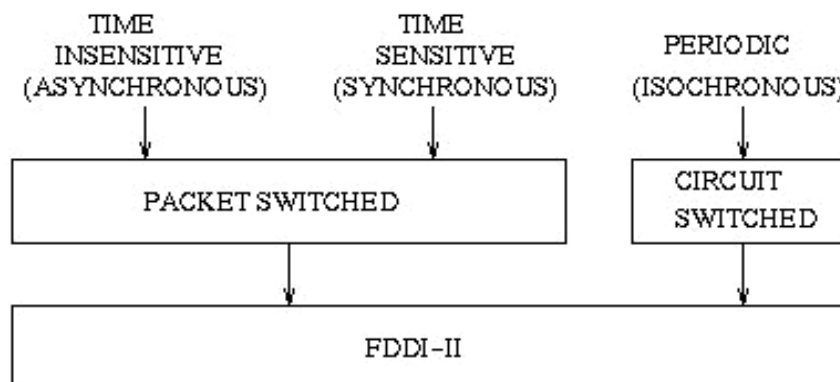 TIME
INSENSITIVE
(ASYNCHRONOUS)
TIME
SENSITIVE
(SYNCHRONOUS)
PERIODIC
(ISOCHRONOUS)
PACKET SWITCHED
CIRCUIT
SWITCHED
FDDI-II